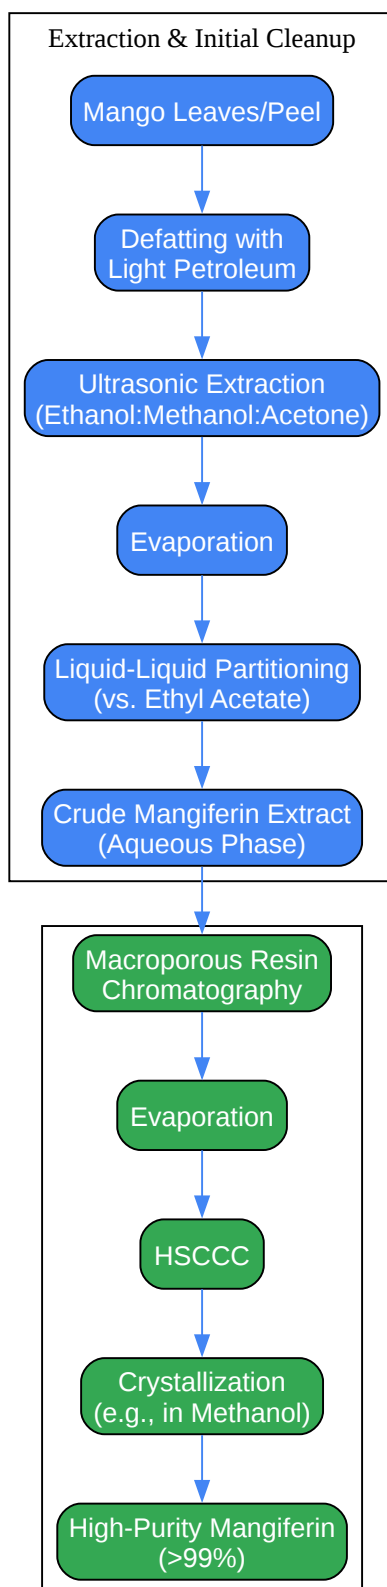 Extraction & Initial Cleanup
Mango Leaves/Peel
Defatting with
Light Petroleum
Ultrasonic Extraction
(Ethanol:Methanol:Acetone)
Evaporation
Liquid-Liquid Partitioning
(vs. Ethyl Acetate)
Crude Mangiferin Extract
(Aqueous Phase)
Macroporous Resin
Chromatography
Evaporation
HSCCC
Crystallization
(e.g., in Methanol)
High-Purity Mangiferin
(>99%)